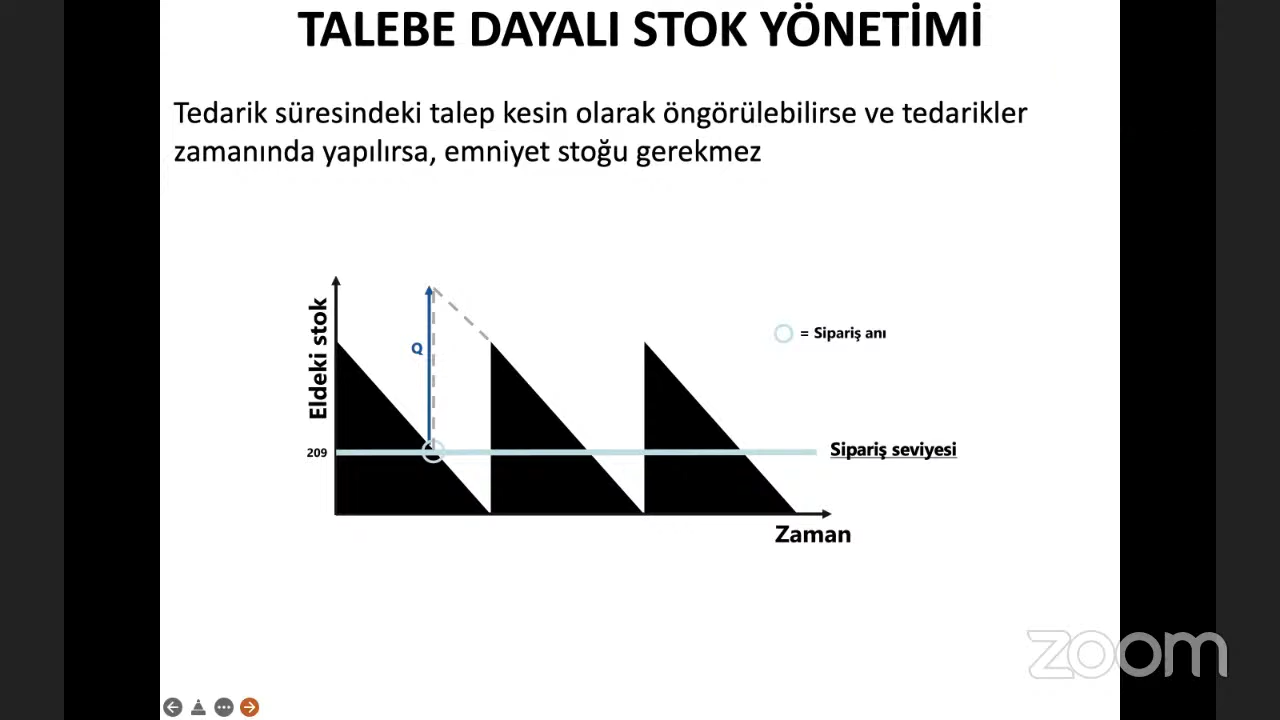 TALEBE DAYALI STOK YÖNETİMİ
Tedarik süresindeki talep kesin olarak öngörülebilirse ve tedarikler
zamanında yapılırsa, emniyet stoğu gerekmez
Eldeki stok
Q
= Sipariş anı
209
Sipariş seviyesi
Zaman
zoom